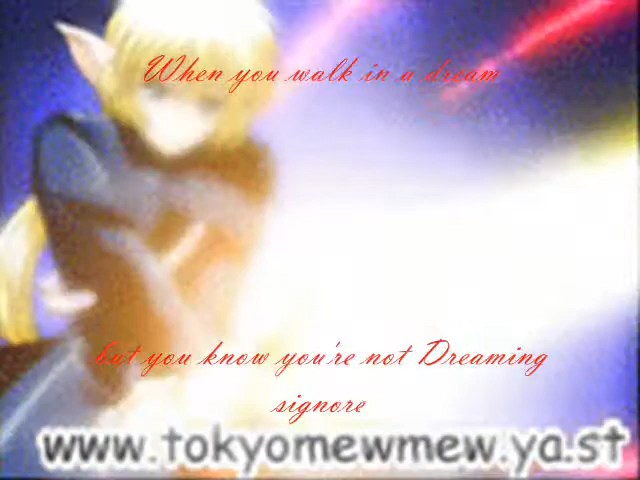 When you walk in a dream
but you know you're not Dreaming
signore
www.tokyomewmew.ya.st